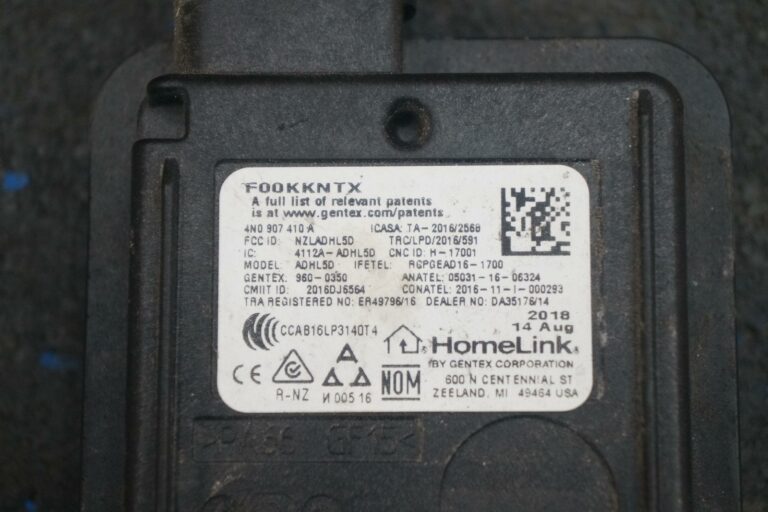 F00KKNTX
A full list of relevant patents
is at www.gentex.com/patents
4N0 907 410 A ICASA: TA-2016/2568
FCC ID: NZLADHL5D TRC/LPD/2016/591
IC: 4112A-ADHL5D CNC ID: H-17001
MODEL: ADHL5D IFETEL: RCPGEAD16-1700
GENTEX: 960-0350 ANATEL: 05031-16-06324
CMIIT ID: 2016DJ6564 CONATEL: 2016-11-I-000293
TRA REGISTERED NO: ER49796/16 DEALER NO: DA35176/14
2018
14 Aug
CCAB16LP3140T4
HomeLink
BY GENTEX CORPORATION
600 N CENTENNIAL ST
ZEELAND, MI 49464 USA
CE
R-NZ
A
И 005 16
NOM
>PA66 GF15<